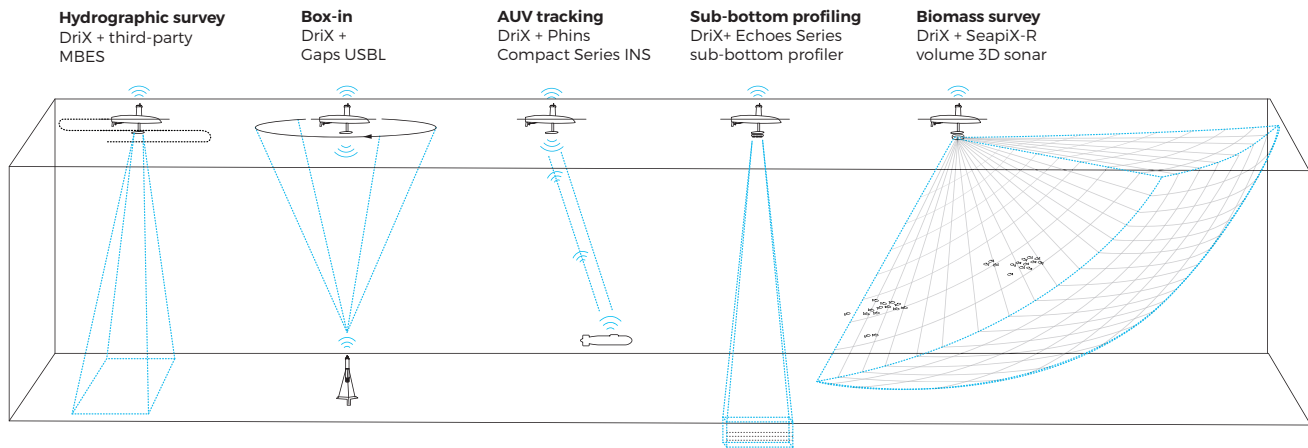 Hydrographic survey
DriX + third-party
MBES
Box-in
DriX +
Gaps USBL
AUV tracking
DriX + Phins
Compact Series INS
Sub-bottom profiling
DriX+ Echoes Series
sub-bottom profiler
Biomass survey
DriX + SeapiX-R
volume 3D sonar